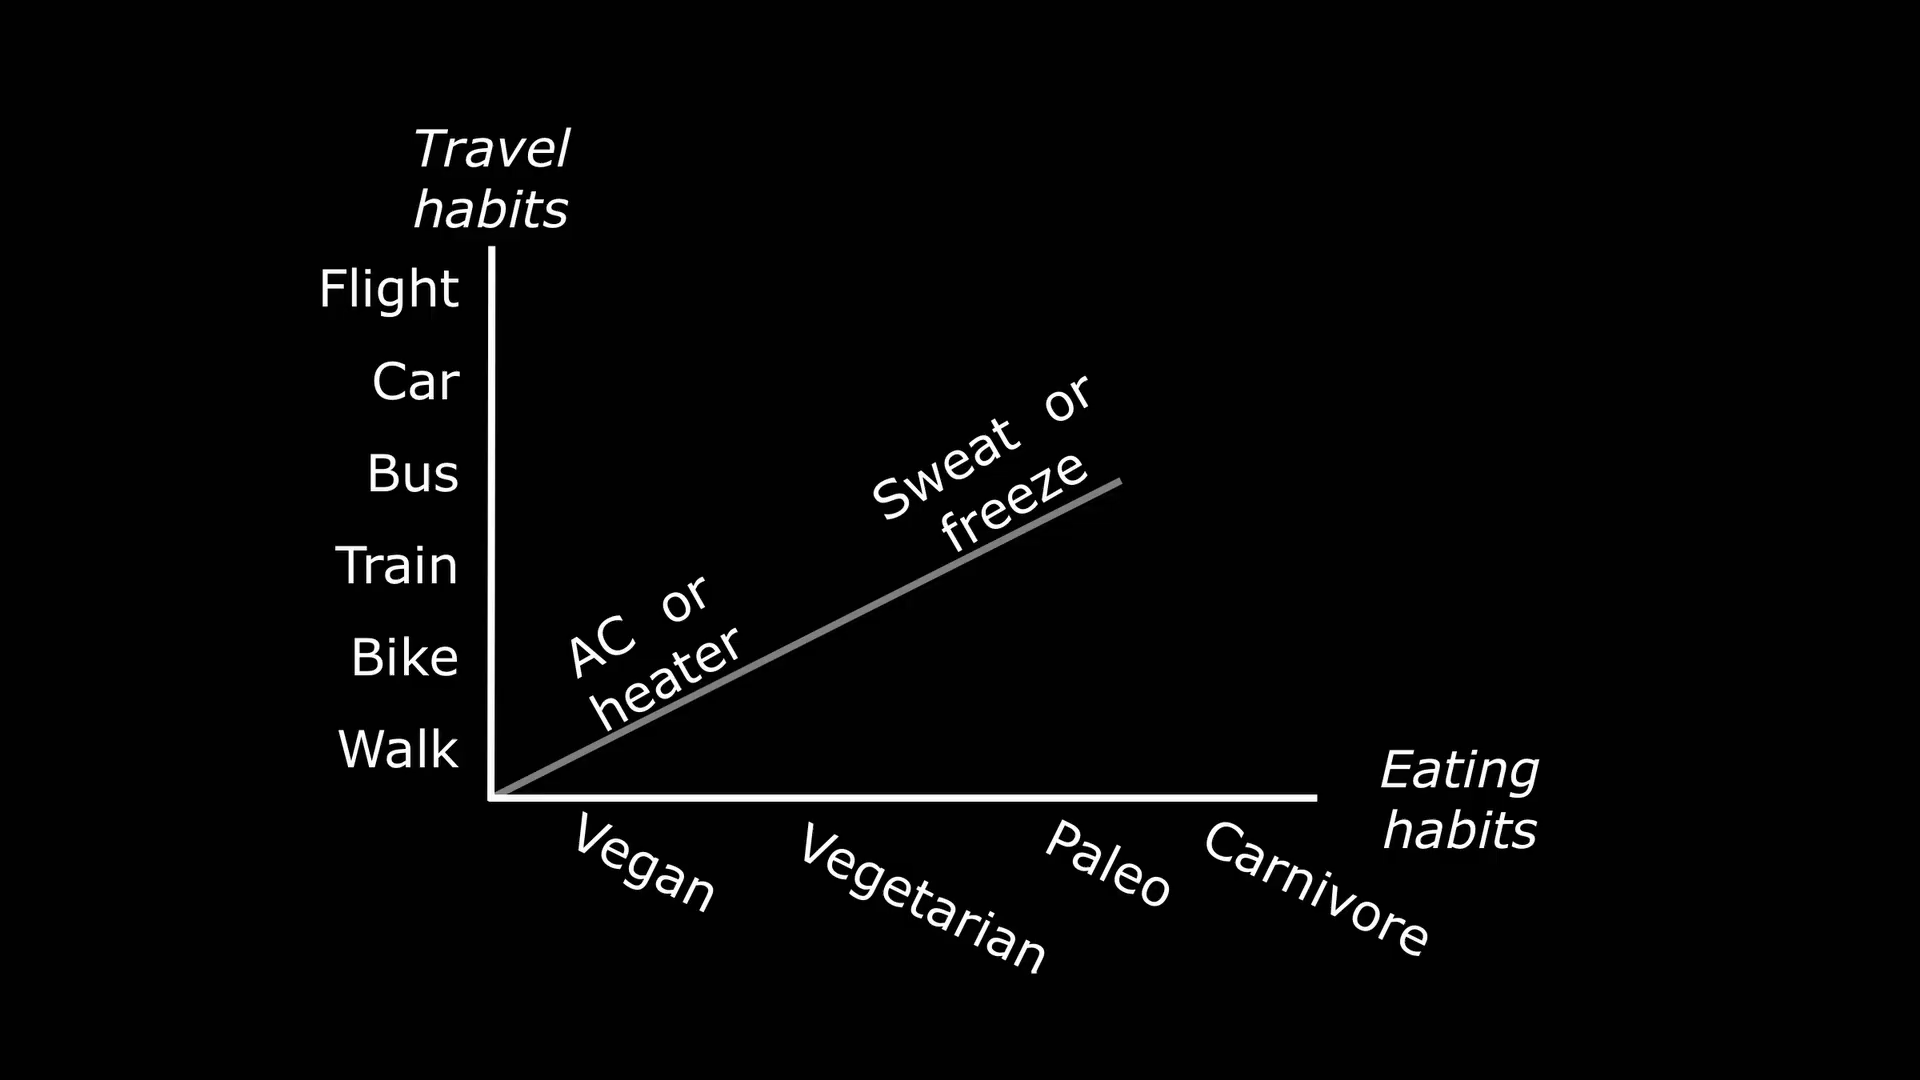 Travel
habits
Flight
Car
Bus
Train
Bike
Walk
Sweat or
freeze
AC or
heater
Vegan
Vegetarian
Paleo
Carnivore
Eating
habits